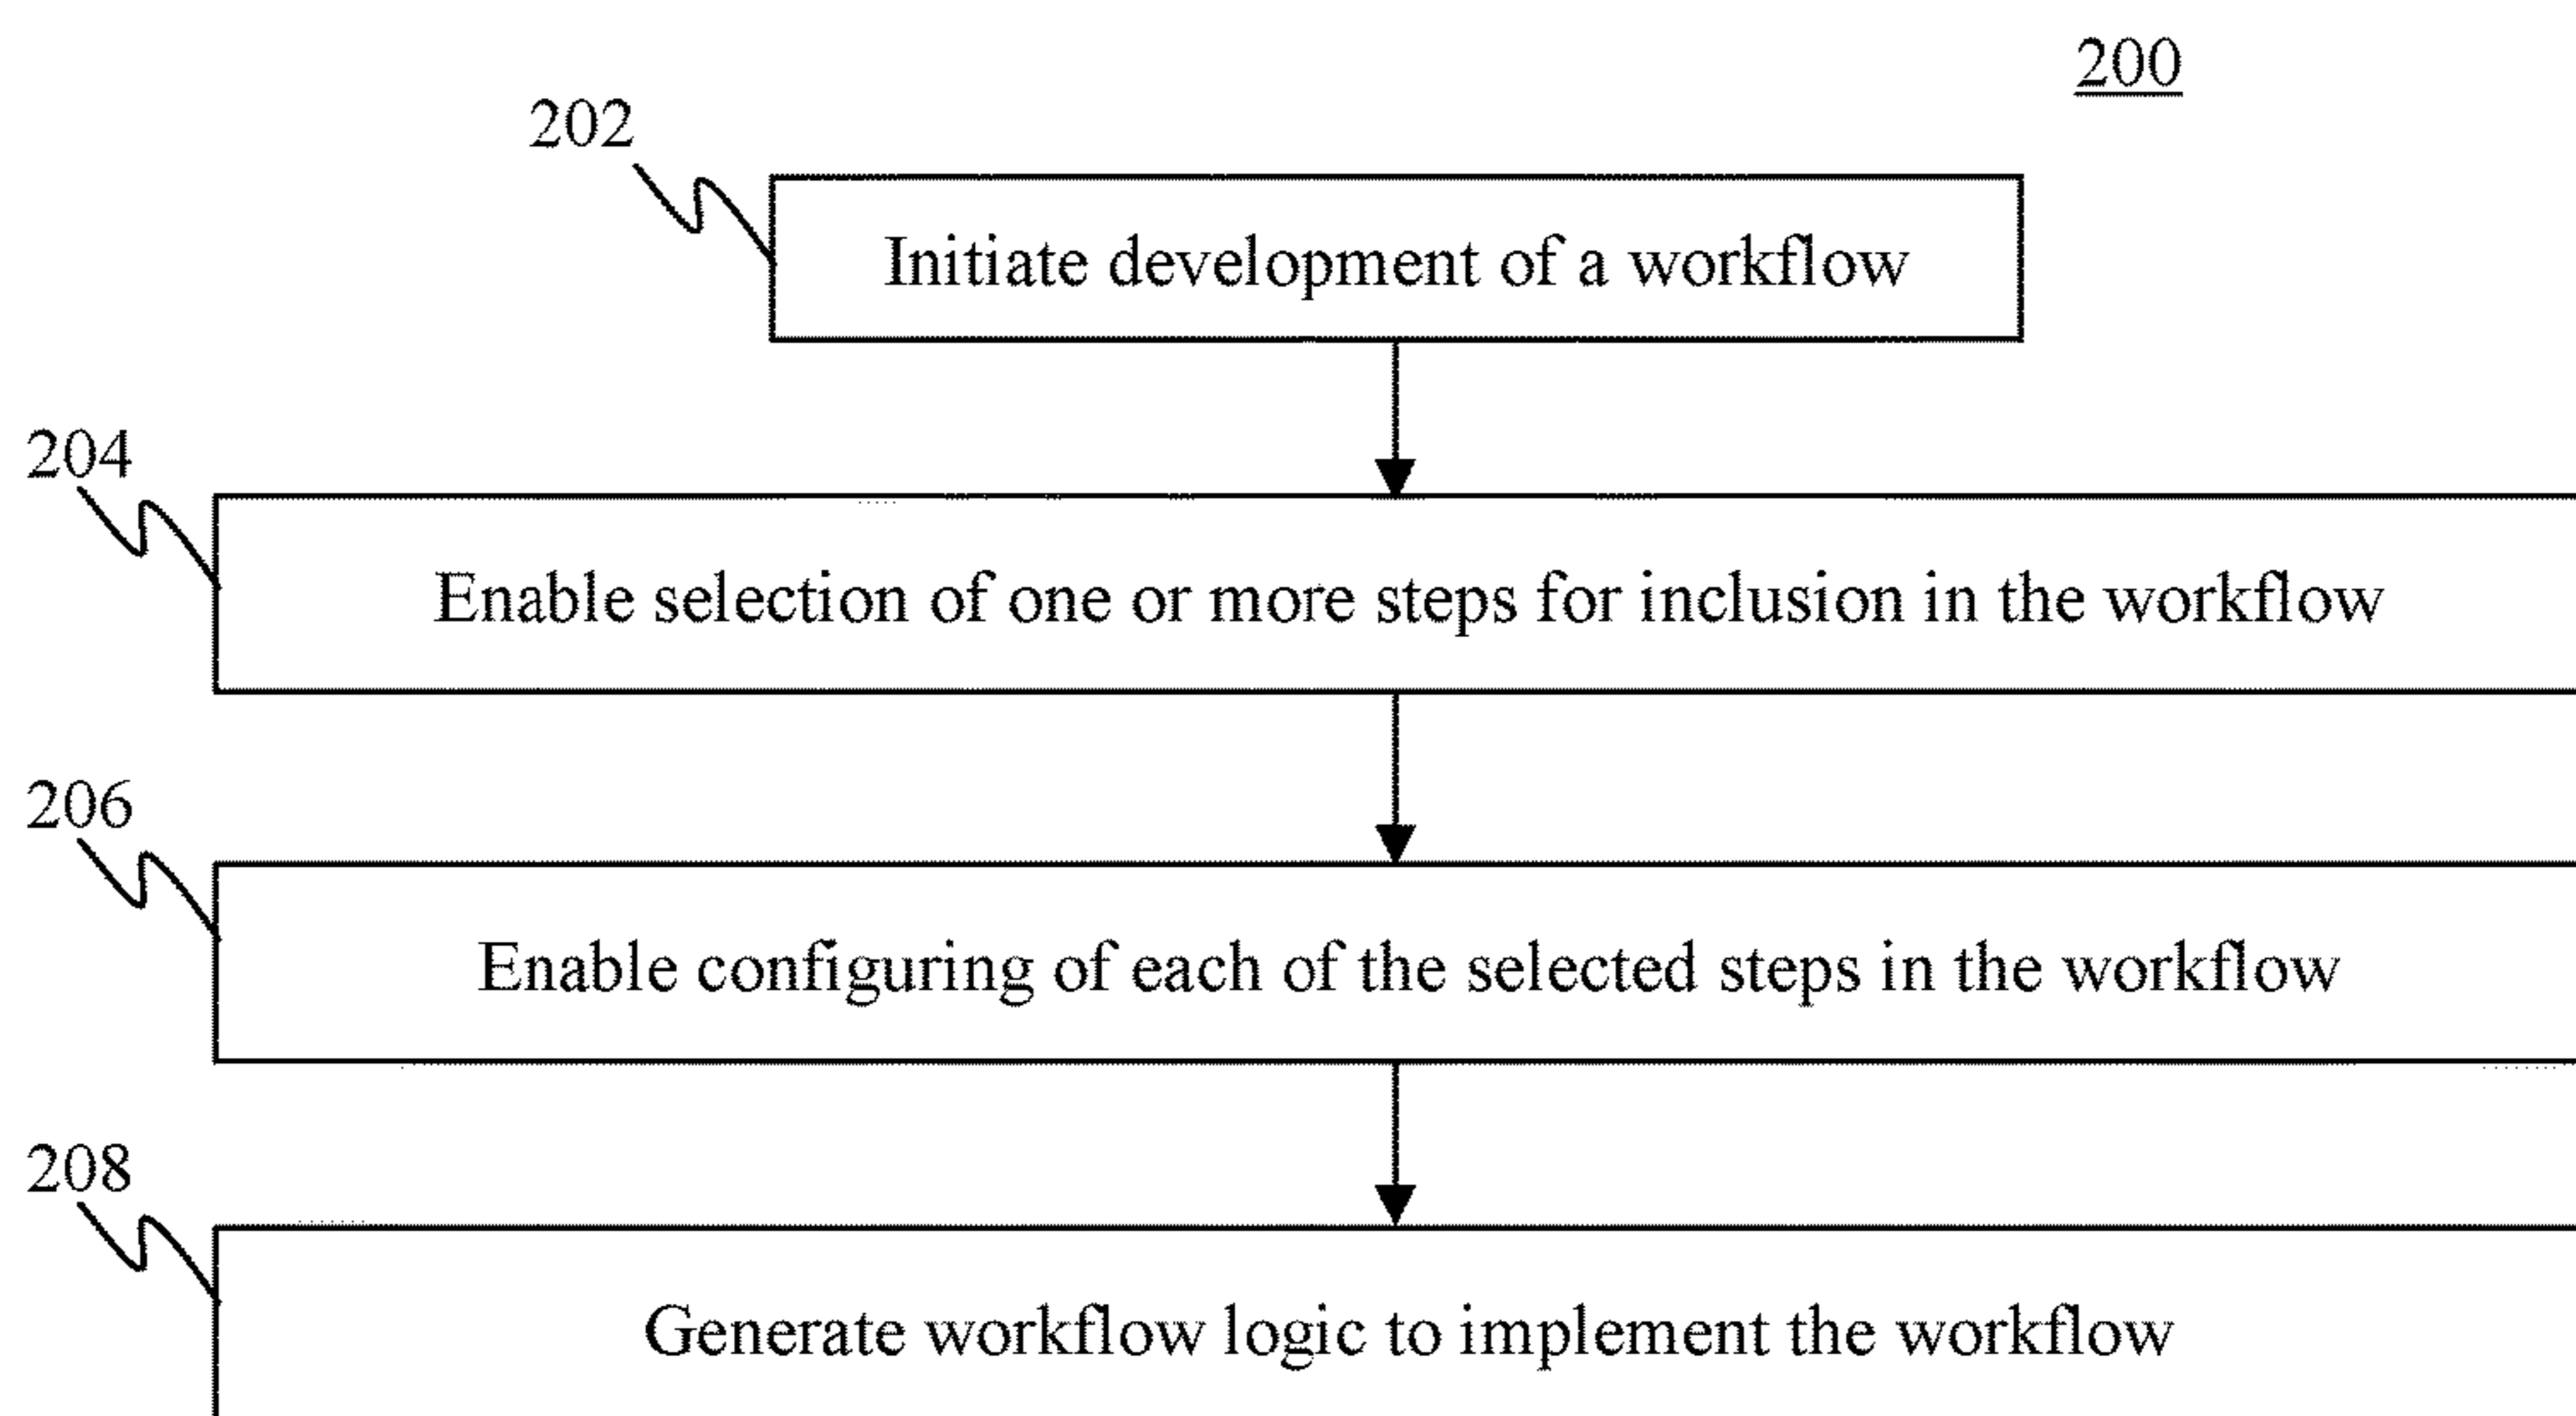 200
202
Initiate development of a workflow
204
Enable selection of one or more steps for inclusion in the workflow
206
Enable configuring of each of the selected steps in the workflow
208
Generate workflow logic to implement the workflow